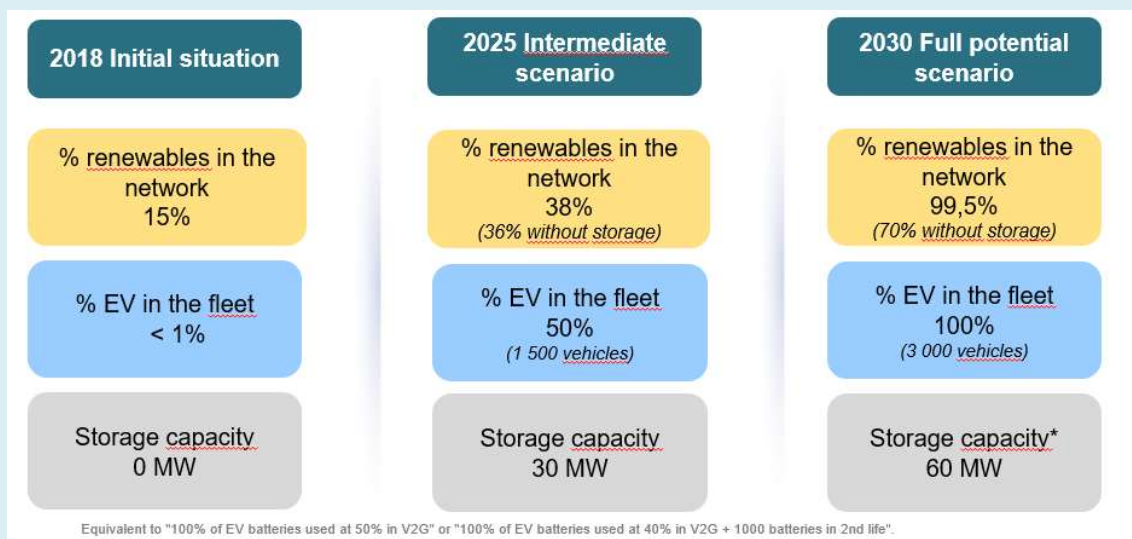 2018 Initial situation
% renewables in the
network
15%
% EV in the fleet
< 1%
Storage capacity
0 MW
2025 Intermediate
scenario
% renewables in the
network
38%
(36% without storage)
% EV in the fleet
50%
(1 500 vehicles)
Storage capacity
30 MW
2030 Full potential
scenario
% renewables in the
network
99,5%
(70% without storage)
% EV in the fleet
100%
(3 000 vehicles)
Storage capacity*
60 MW
Equivalent to "100% of EV batteries used at 50% in V2G" or "100% of EV batteries used at 40% in V2G + 1000 batteries in 2nd life".